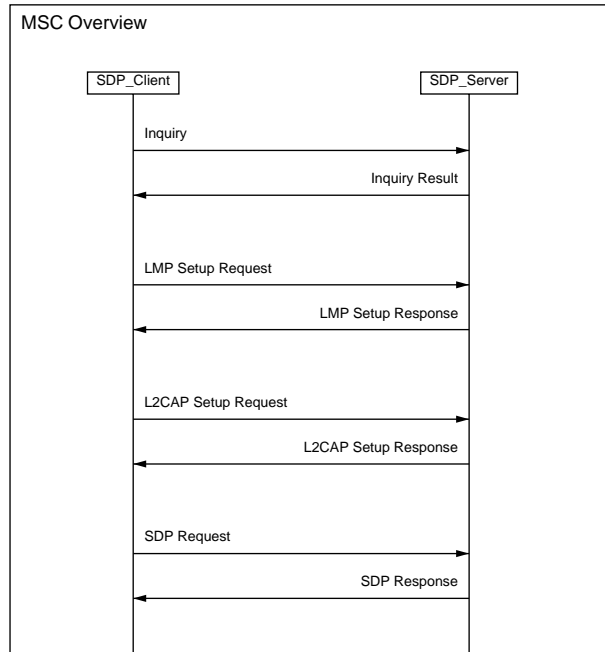 MSC Overview
SDP_Client
SDP_Server
Inquiry
Inquiry Result
LMP Setup Request
LMP Setup Response
L2CAP Setup Request
L2CAP Setup Response
SDP Request
SDP Response